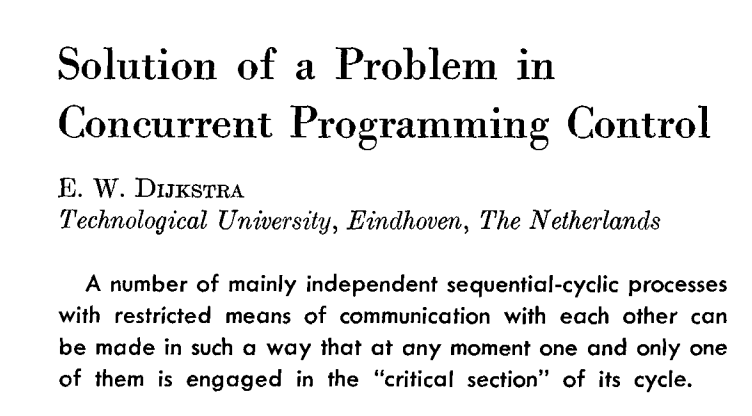 Solution of a Problem in
Concurrent Programming Control
E. W. DIJKSTRA
Technological University, Eindhoven, The Netherlands
A number of mainly independent sequential-cyclic processes
with restricted means of communication with each other can
be made in such a way that at any moment one and only one
of them is engaged in the “critical section” of its cycle.